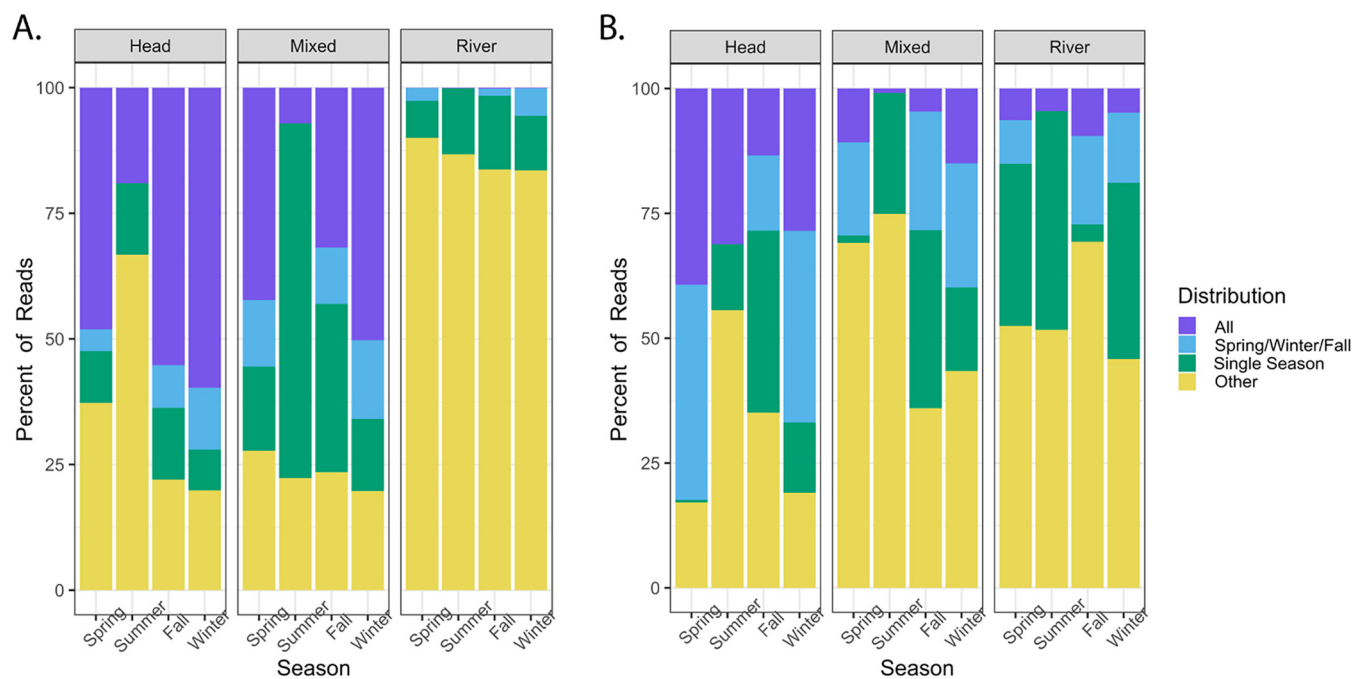 A.
Head Mixed River
Percent of Reads
100
75
50
25
0
Spring Summer Fall Winter Spring Summer Fall Winter Spring Summer Fall Winter
Season
B.
Head Mixed River
Percent of Reads
100
75
50
25
0
Spring Summer Fall Winter Spring Summer Fall Winter Spring Summer Fall Winter
Season
Distribution
All
Spring/Winter/Fall
Single Season
Other